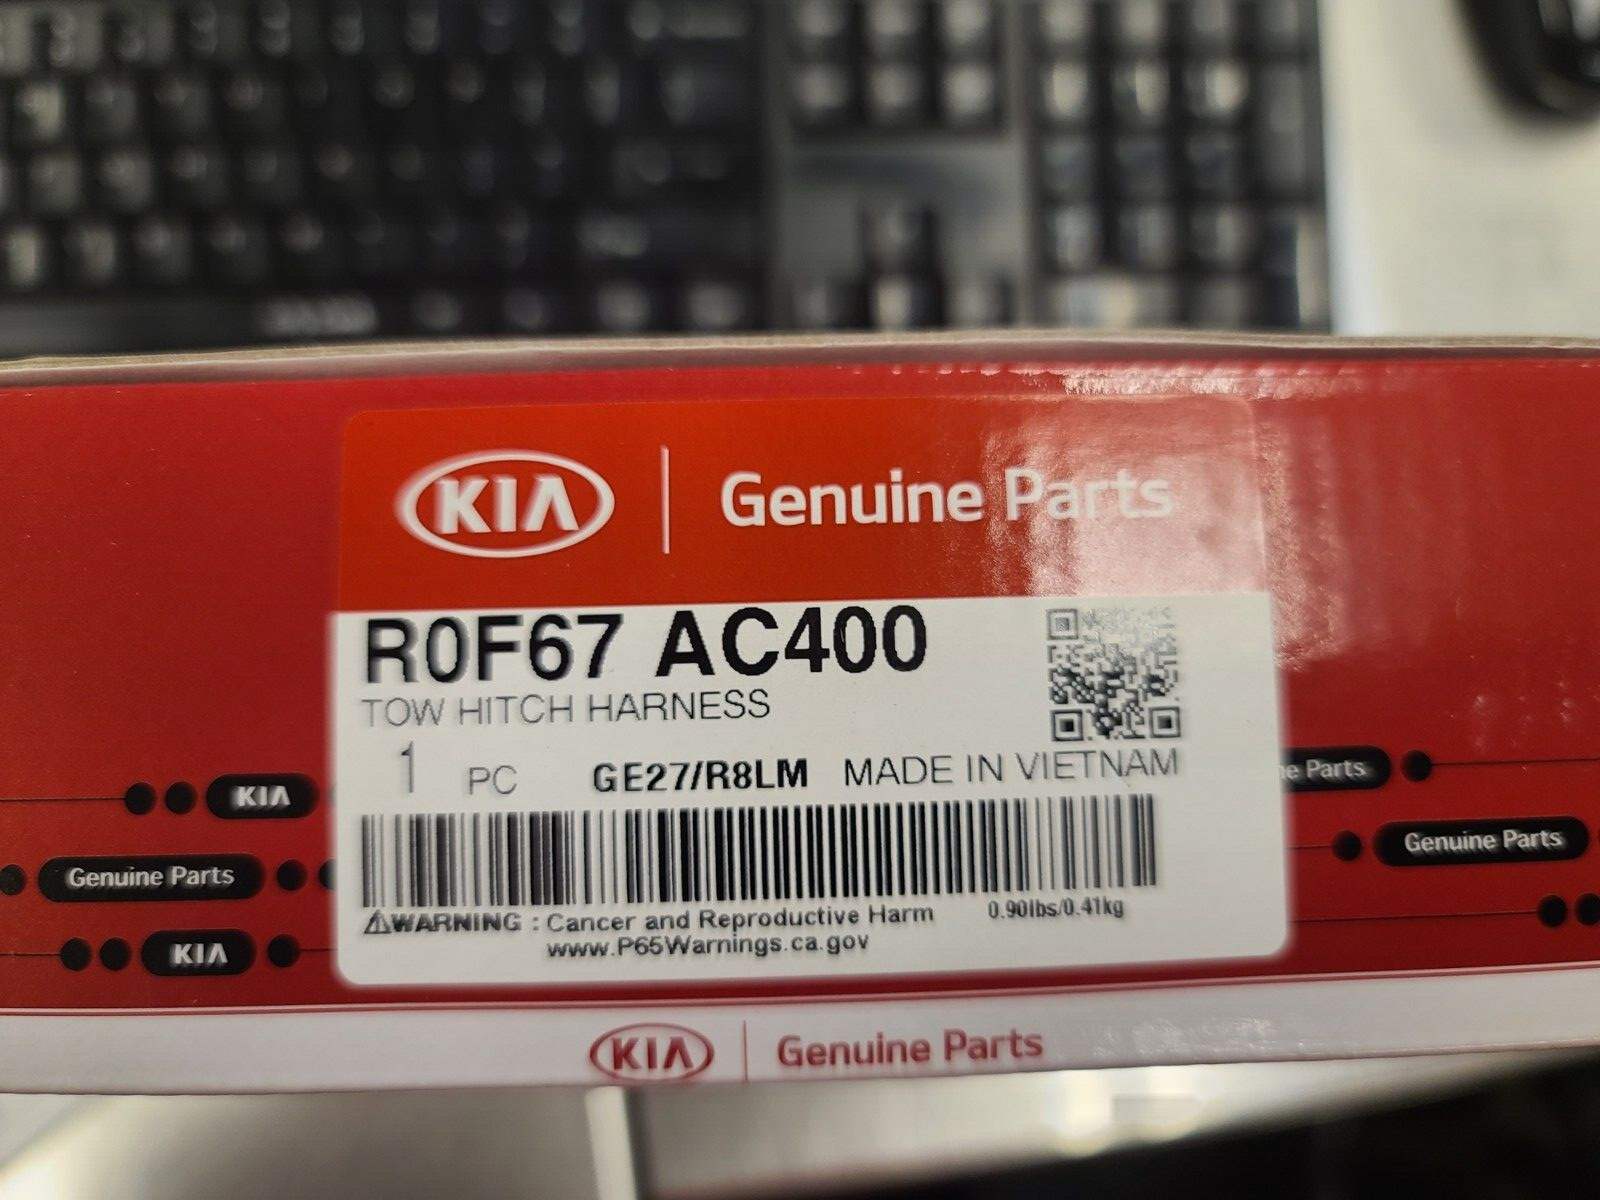 KIA Genuine Parts
R0F67 AC400
TOW HITCH HARNESS
1 PC GE27/R8LM MADE IN VIETNAM
WARNING : Cancer and Reproductive Harm 0.90lbs/0.41kg
www.P65Warnings.ca.gov
KIA
Parts
Genuine Parts
Genuine Parts
KIA
KIA Genuine Parts